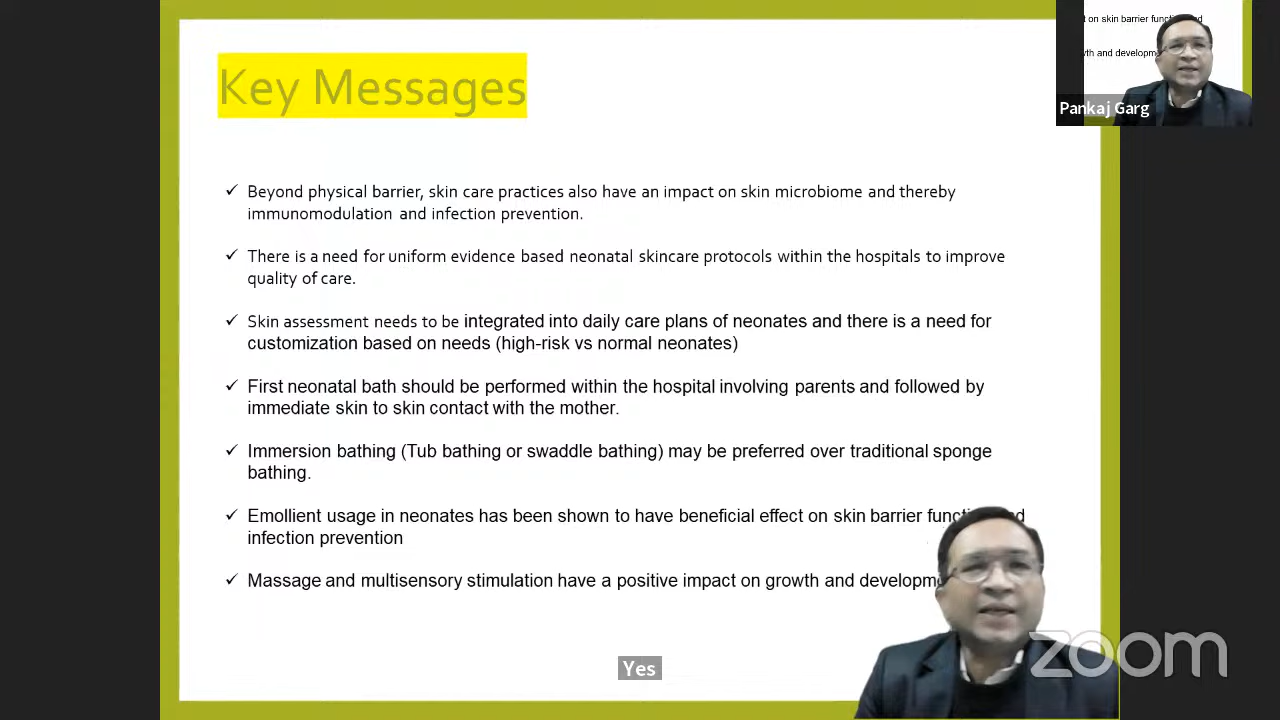 Key Messages
✓ Beyond physical barrier, skin care practices also have an impact on skin microbiome and thereby
immunomodulation and infection prevention.
✓ There is a need for uniform evidence based neonatal skincare protocols within the hospitals to improve
quality of care.
✓ Skin assessment needs to be integrated into daily care plans of neonates and there is a need for
customization based on needs (high-risk vs normal neonates)
✓ First neonatal bath should be performed within the hospital involving parents and followed by
immediate skin to skin contact with the mother.
✓ Immersion bathing (Tub bathing or swaddle bathing) may be preferred over traditional sponge
bathing.
✓ Emollient usage in neonates has been shown to have beneficial effect on skin barrier
infection prevention
✓ Massage and multisensory stimulation have a positive impact on growth and
Yes
on skin barrier
Pankaj Garg
zoom